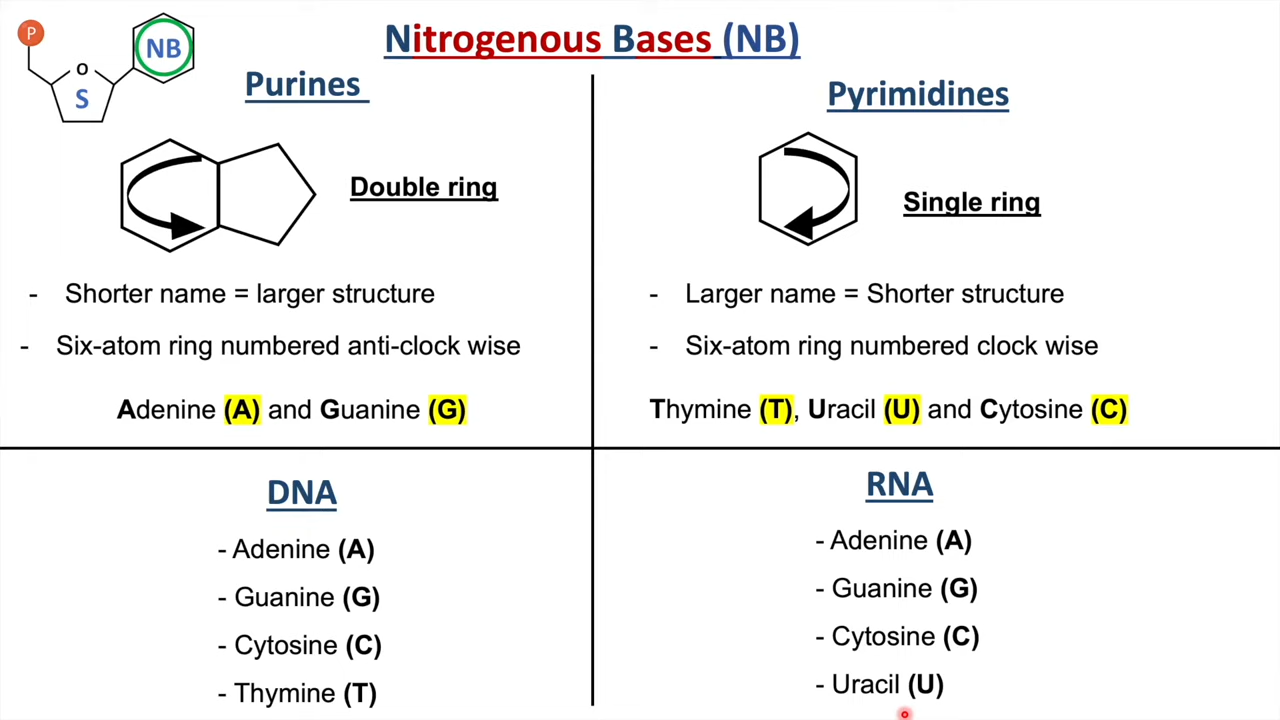 P
NB
O
S
Nitrogenous Bases (NB)
Purines
Double ring
- Shorter name = larger structure
- Six-atom ring numbered anti-clock wise
Adenine (A) and Guanine (G)
Pyrimidines
Single ring
- Larger name = Shorter structure
- Six-atom ring numbered clock wise
Thymine (T), Uracil (U) and Cytosine (C)
DNA
- Adenine (A)
- Guanine (G)
- Cytosine (C)
- Thymine (T)
RNA
- Adenine (A)
- Guanine (G)
- Cytosine (C)
- Uracil (U)